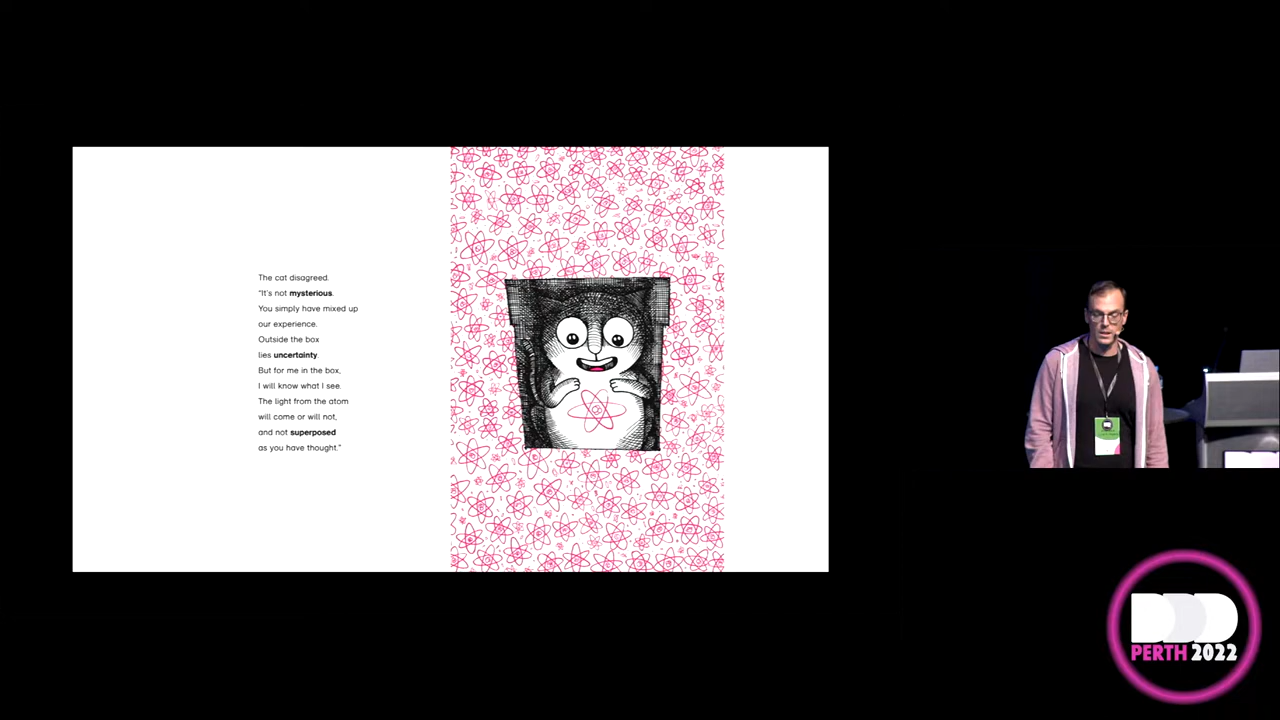 The cat disagreed.
"It's not mysterious.
You simply have mixed up
our experience.
Outside the box
lies uncertainty.
But for me in the box,
I will know what I see.
The light from the atom
will come or will not,
and not superposed
as you have thought."
DDD
PERTH 2022